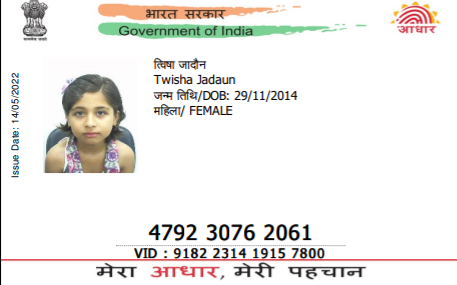 भारत सरकार
Government of India
आधार
Issue Date: 14/05/2022
त्विषा जादौन
Twisha Jadaun
जन्म तिथि/DOB: 29/11/2014
महिला/ FEMALE
4792 3076 2061
VID : 9182 2314 1915 7800
मेरा आधार, मेरी पहचान